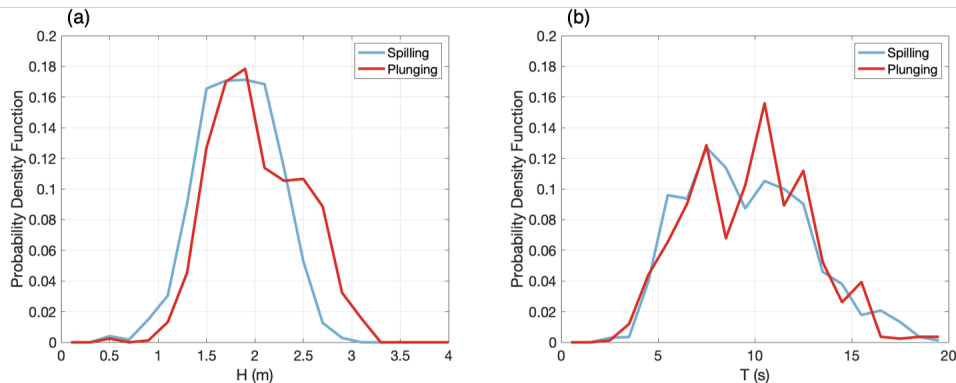 (a)
0.2
0.18
0.16
0.14
0.12
0.1
0.08
0.06
0.04
0.02
0
Probability Density Function
Spilling
Plunging
0 0.5 1 1.5 2 2.5 3 3.5 4
H (m)
(b)
0.2
0.18
0.16
0.14
0.12
0.1
0.08
0.06
0.04
0.02
0
Probability Density Function
Spilling
Plunging
0 5 10 15 20
T (s)